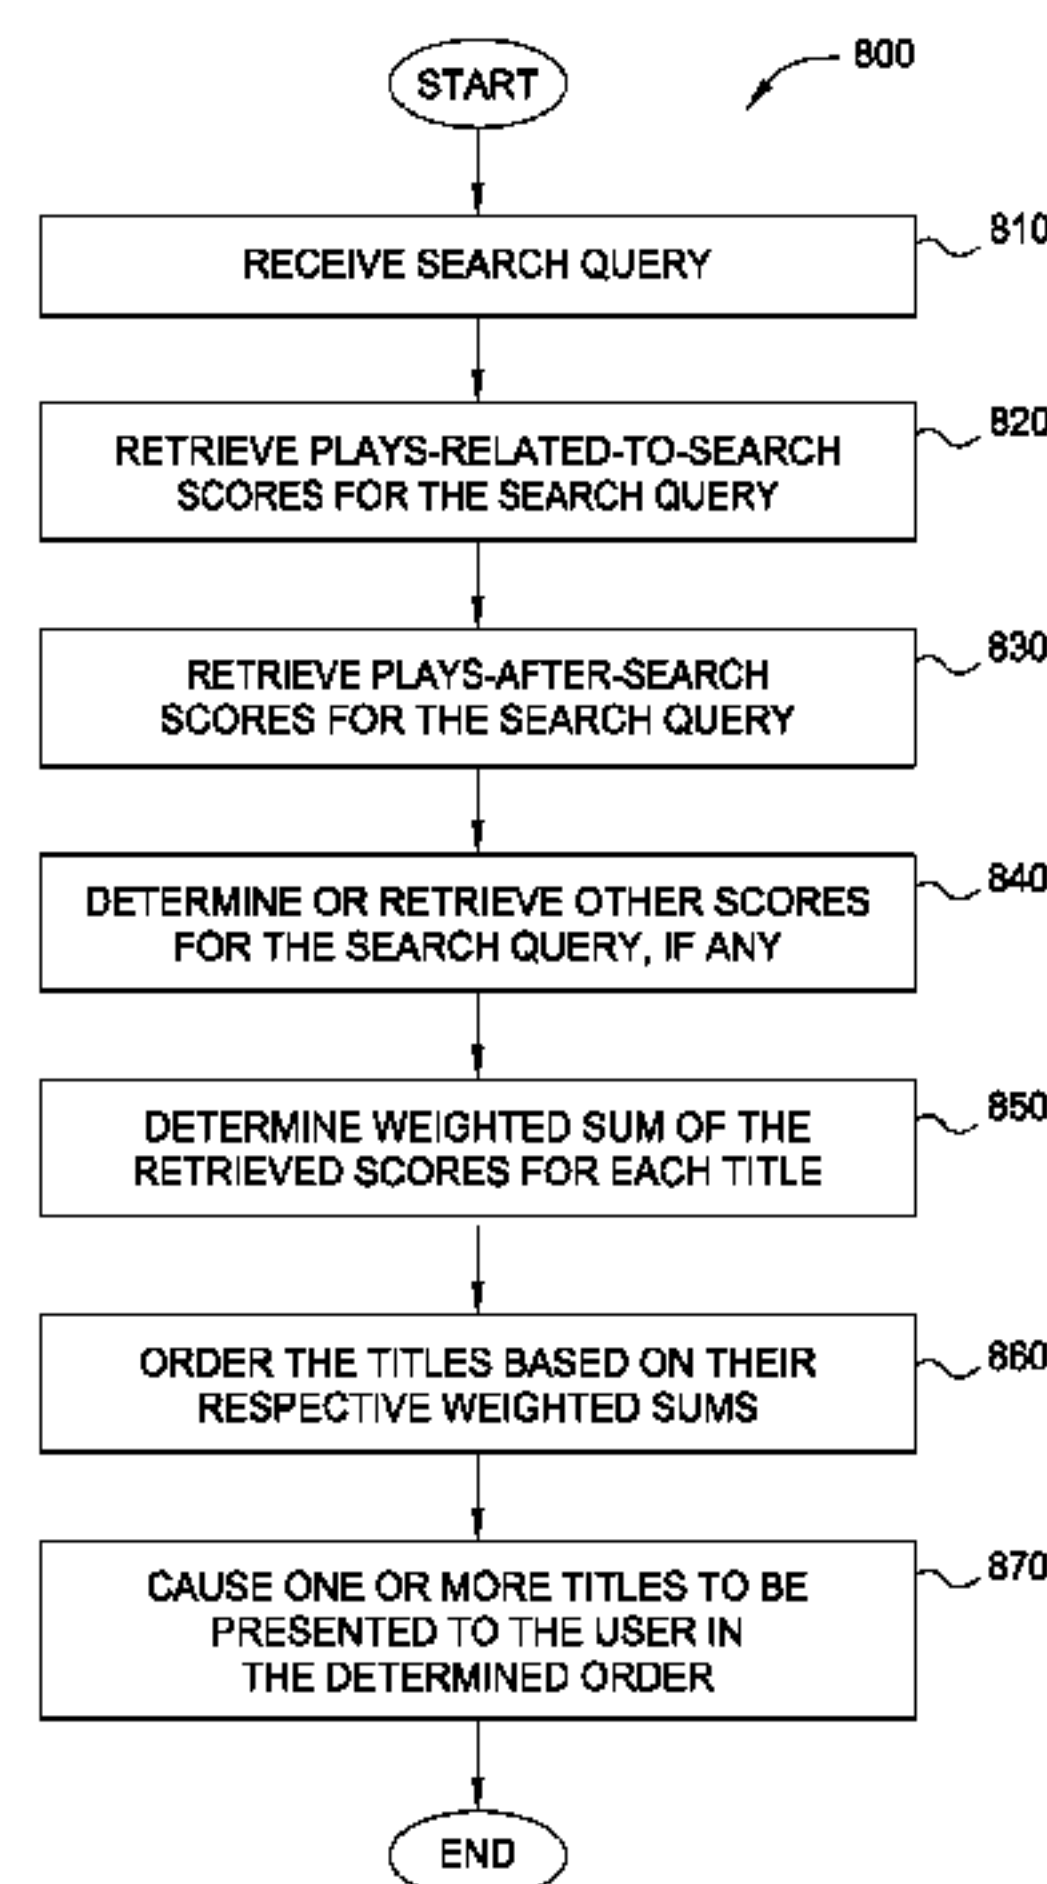 START
800
RECEIVE SEARCH QUERY
810
RETRIEVE PLAYS-RELATED-TO-SEARCH
SCORES FOR THE SEARCH QUERY
820
RETRIEVE PLAYS-AFTER-SEARCH
SCORES FOR THE SEARCH QUERY
830
DETERMINE OR RETRIEVE OTHER SCORES
FOR THE SEARCH QUERY, IF ANY
840
DETERMINE WEIGHTED SUM OF THE
RETRIEVED SCORES FOR EACH TITLE
850
ORDER THE TITLES BASED ON THEIR
RESPECTIVE WEIGHTED SUMS
860
CAUSE ONE OR MORE TITLES TO BE
PRESENTED TO THE USER IN
THE DETERMINED ORDER
870
END